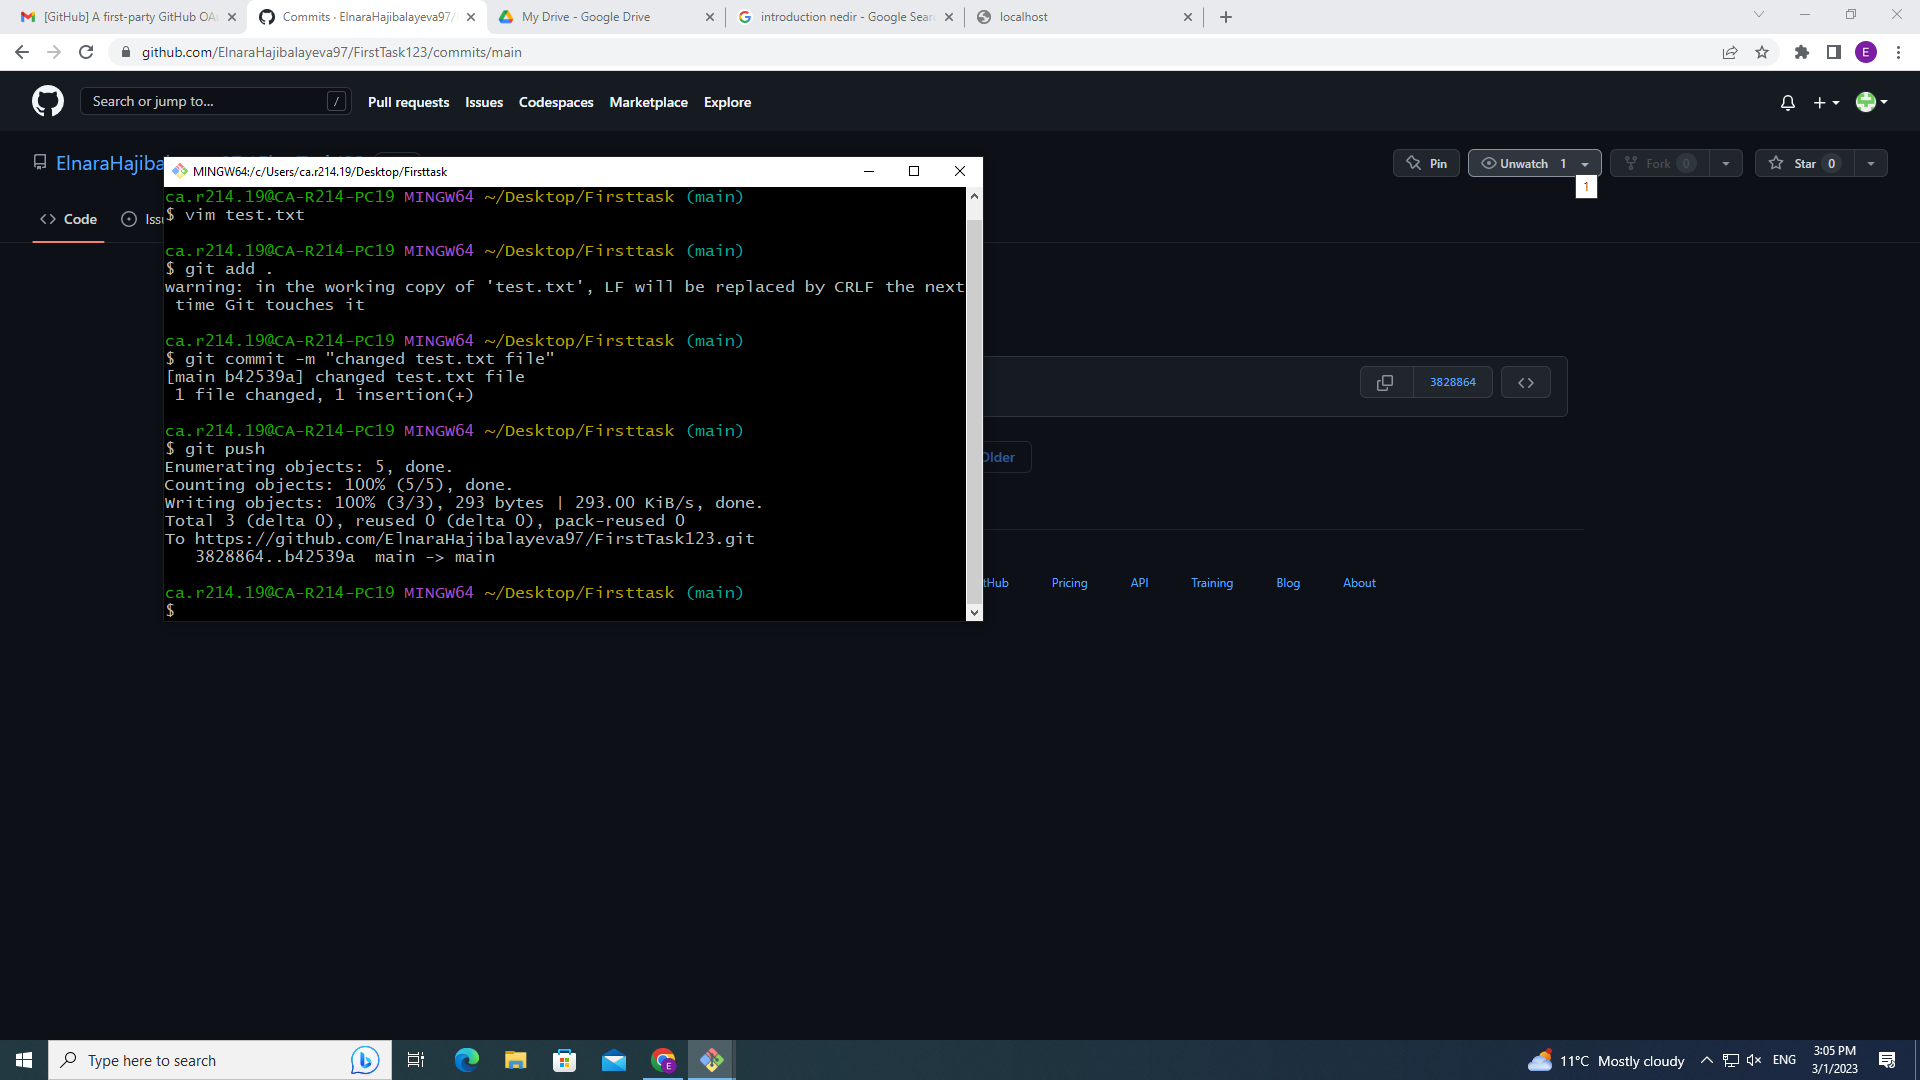 [GitHub] A first-party GitHub OA
Commits · ElnaraHajibalayeva97/
My Drive - Google Drive
introduction nedir - Google Sear
localhost
github.com/ElnaraHajibalayeva97/FirstTask123/commits/main
E
Search or jump to...
/
Pull requests
Issues
Codespaces
Marketplace
Explore
ElnaraHajiba
Pin
Unwatch 1
Fork 0
Star 0
1
Code
Issu
MINGW64:/c/Users/ca.r214.19/Desktop/Firsttask
ca.r214.19@CA-R214-PC19 MINGW64 ~/Desktop/Firsttask (main)
$ vim test.txt
ca.r214.19@CA-R214-PC19 MINGW64 ~/Desktop/Firsttask (main)
$ git add .
warning: in the working copy of 'test.txt', LF will be replaced by CRLF the next
time Git touches it
ca.r214.19@CA-R214-PC19 MINGW64 ~/Desktop/Firsttask (main)
$ git commit -m "changed test.txt file"
[main b42539a] changed test.txt file
1 file changed, 1 insertion(+)
ca.r214.19@CA-R214-PC19 MINGW64 ~/Desktop/Firsttask (main)
$ git push
Enumerating objects: 5, done.
Counting objects: 100% (5/5), done.
Writing objects: 100% (3/3), 293 bytes | 293.00 KiB/s, done.
Total 3 (delta 0), reused 0 (delta 0), pack-reused 0
To https://github.com/ElnaraHajibalayeva97/FirstTask123.git
3828864..b42539a main -> main
ca.r214.19@CA-R214-PC19 MINGW64 ~/Desktop/Firsttask (main)
$
3828864
Older
tHub
Pricing
API
Training
Blog
About
Type here to search
E
11°C Mostly cloudy
ENG
3:05 PM
3/1/2023